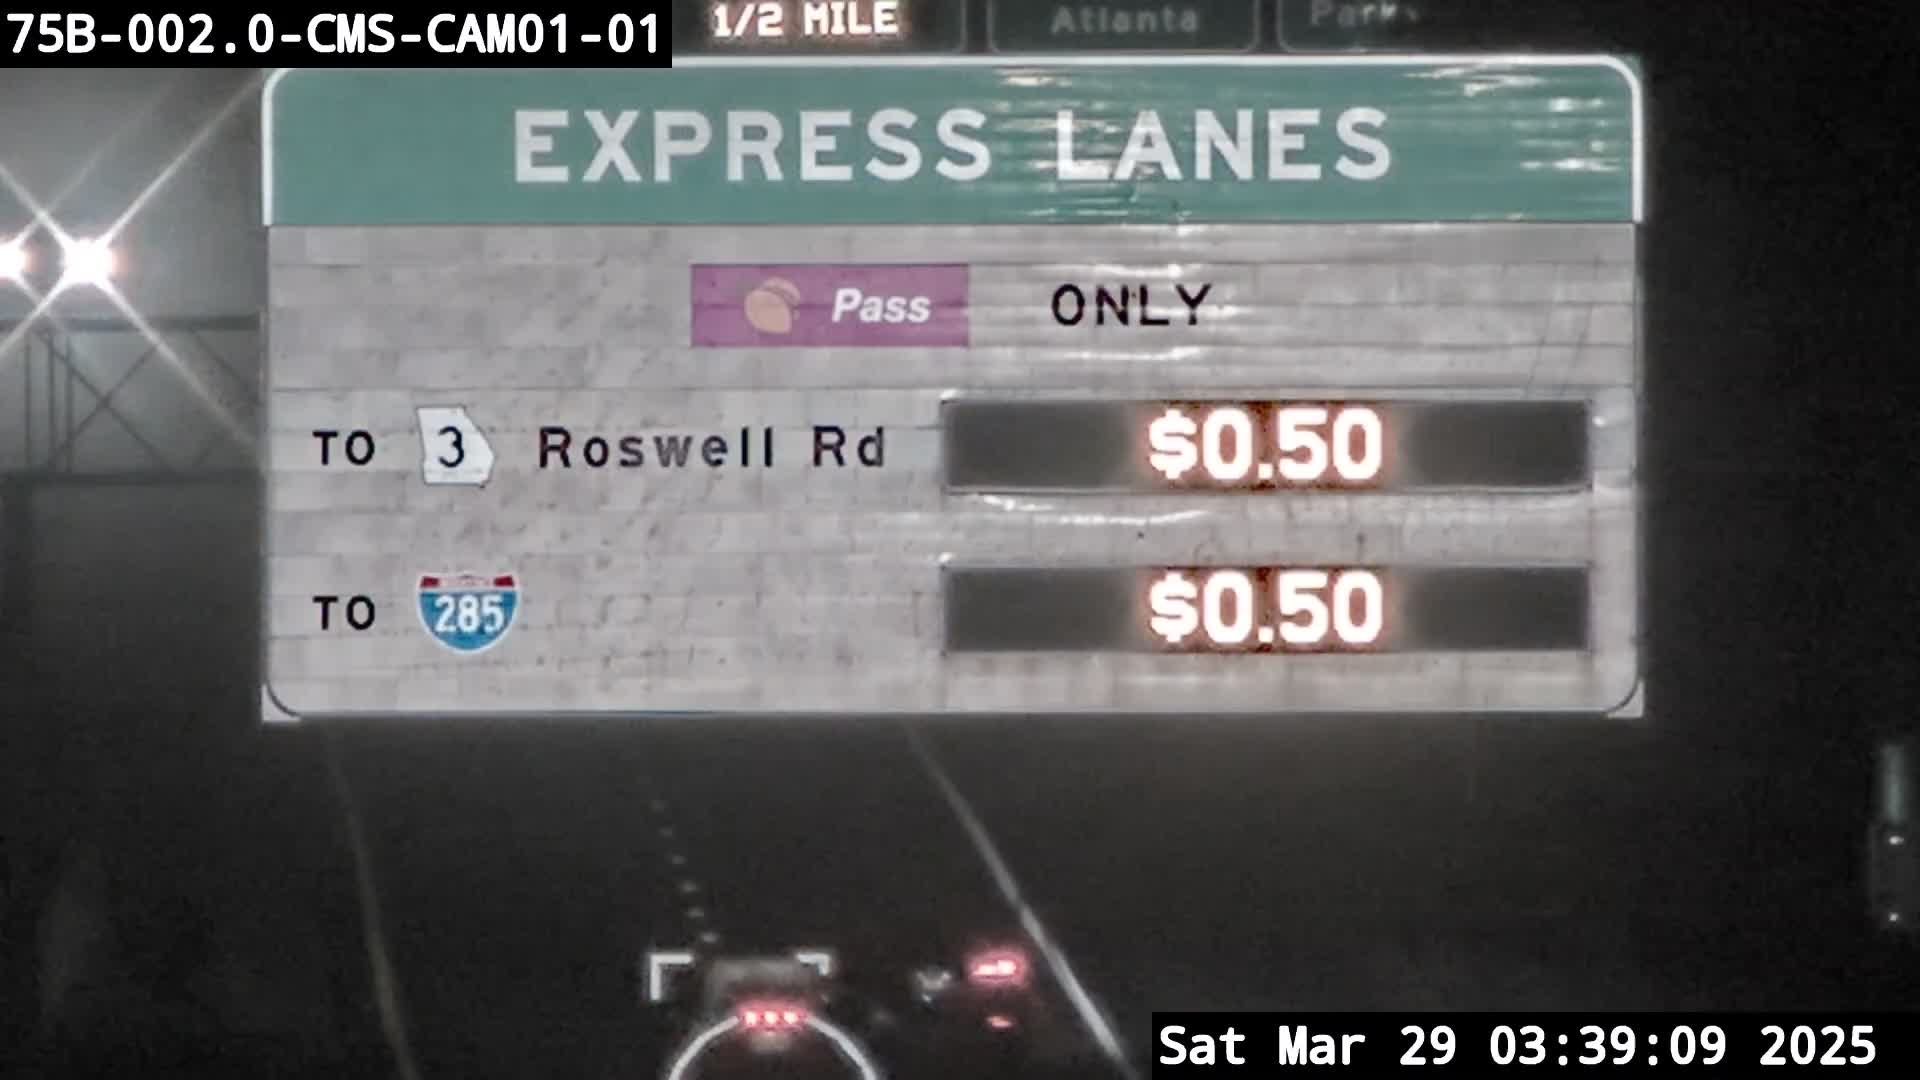 75B-002.0-CMS-CAM01-01
1/2 MILE
Atlanta
Park
EXPRESS LANES
Pass ONLY
TO 3 Roswell Rd $0.50
TO 285 $0.50
Sat Mar 29 03:39:09 2025